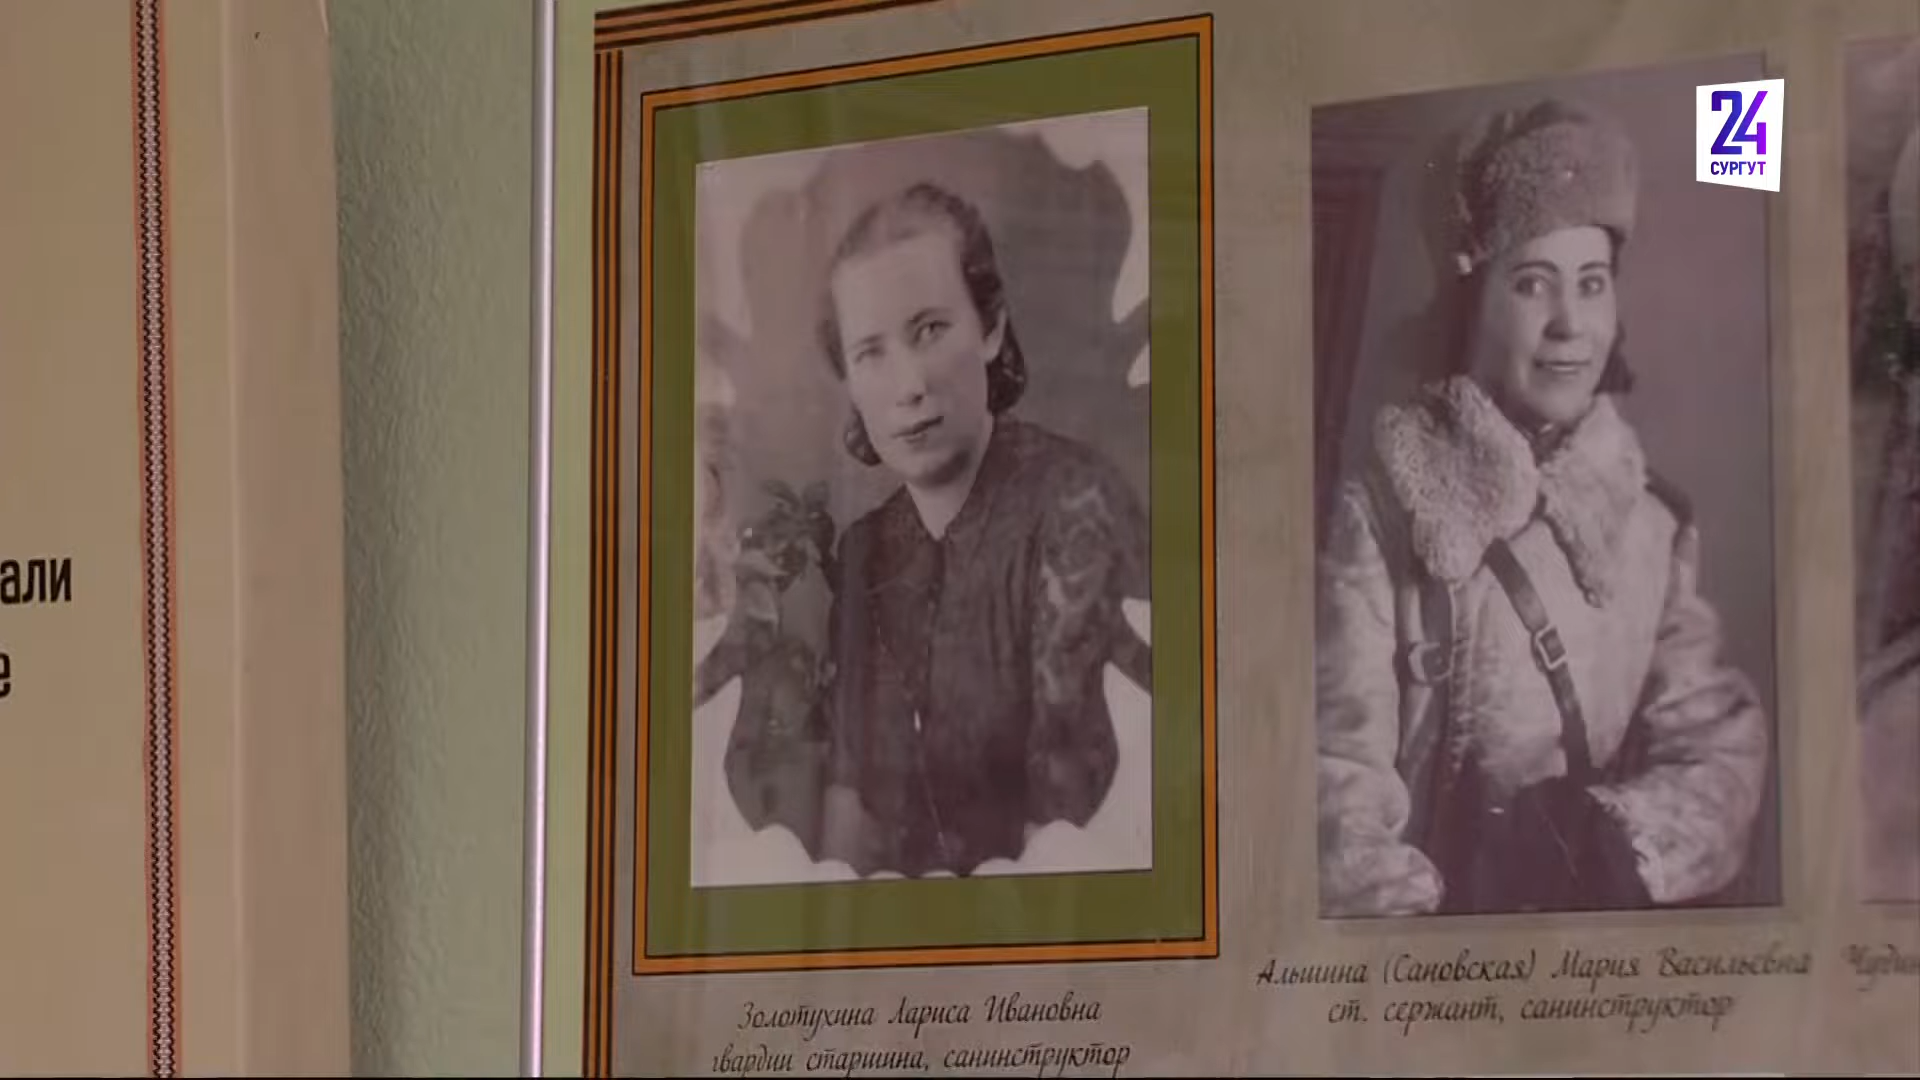 24
СУРГУТ
али
е
Золотухина Лариса Ивановна
гвардии старшина, санинструктор
Альшина (Сановская) Мария Васильевна
ст. сержант, санинструктор